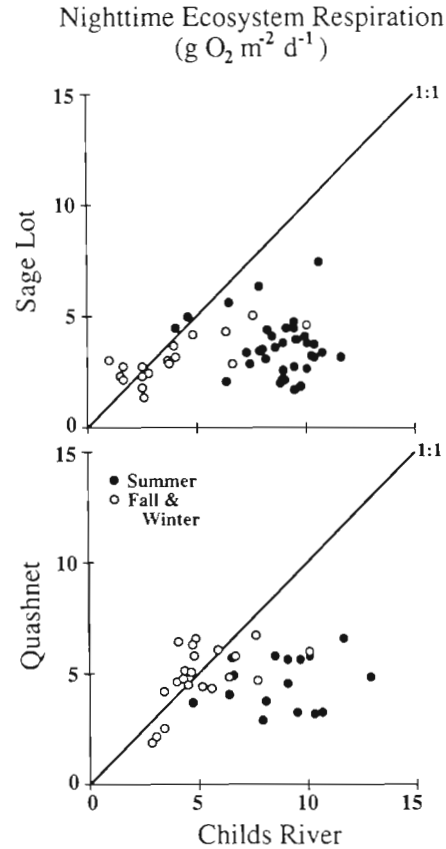 Nighttime Ecosystem Respiration
(g O₂ m⁻² d⁻¹)
15
1:1
10
Sage Lot
5
0
15
1:1
● Summer
○ Fall &
Winter
10
Quashnet
5
0
0 5 10 15
Childs River